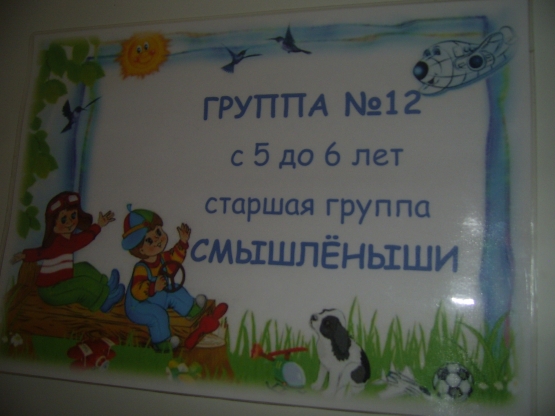 ГРУППА №12
с 5 до 6 лет
старшая группа
СМЫШЛЁНЫШИ